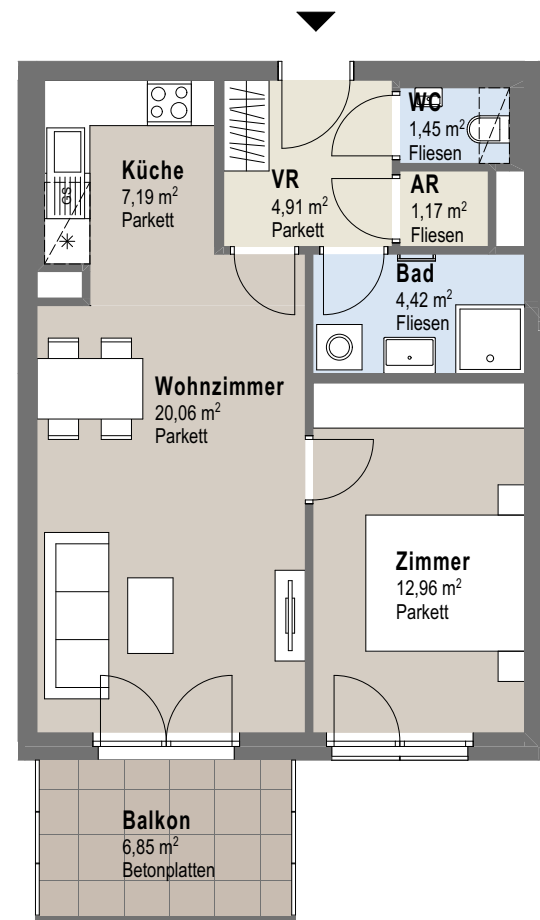 WC
1,45 m²
Fliesen
Küche
7,19 m²
Parkett
VR
4,91 m²
Parkett
AR
1,17 m²
Fliesen
GS
Bad
4,42 m²
Fliesen
Wohnzimmer
20,06 m²
Parkett
Zimmer
12,96 m²
Parkett
Balkon
6,85 m²
Betonplatten